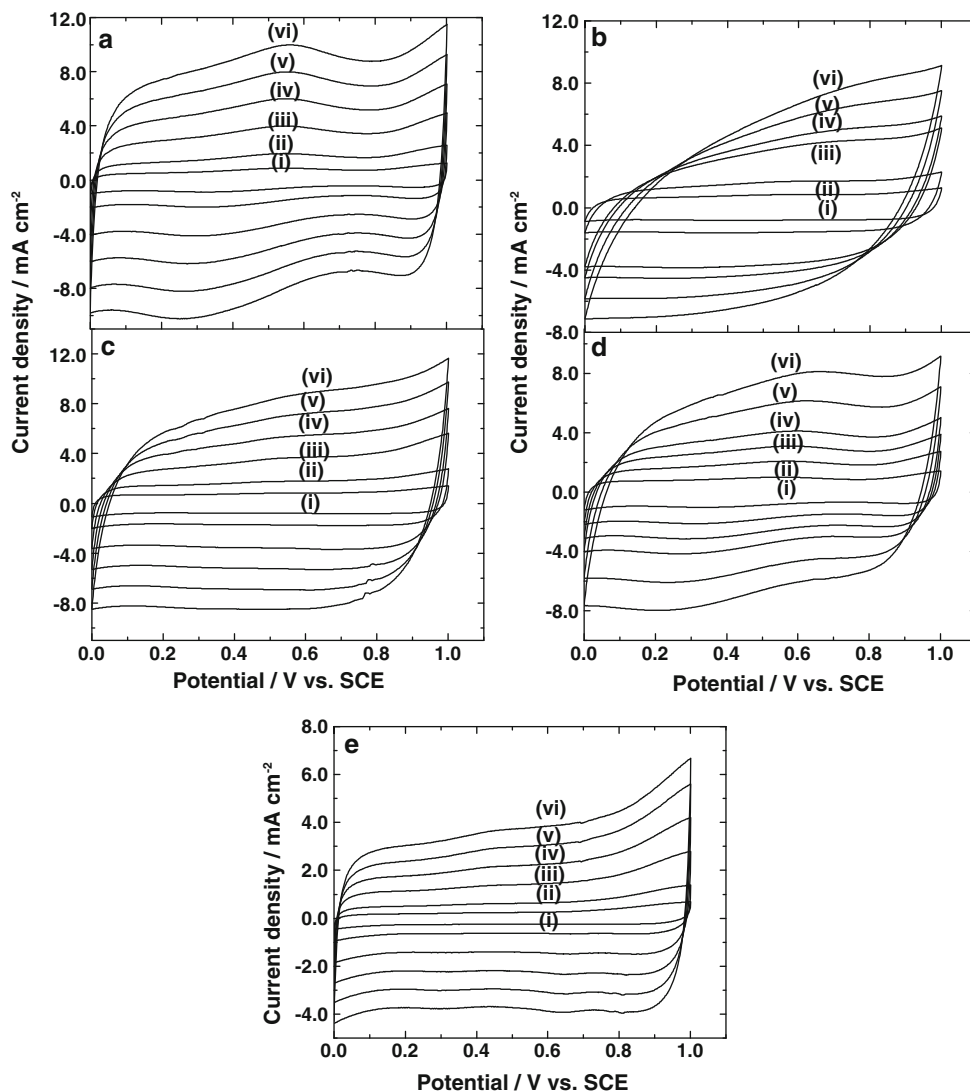 a
12.0
8.0
4.0
0.0
-4.0
-8.0
(vi)
(v)
(iv)
(iii)
(ii)
(i)
Current density / mA cm-2
b
12.0
8.0
4.0
0.0
-4.0
-8.0
(vi)
(v)
(iv)
(iii)
(ii)
(i)
Current density / mA cm-2
c
12.0
8.0
4.0
0.0
-4.0
-8.0
(vi)
(v)
(iv)
(iii)
(ii)
(i)
0.0 0.2 0.4 0.6 0.8 1.0
Potential / V vs. SCE
d
8.0
4.0
0.0
-4.0
-8.0
(vi)
(v)
(iv)
(iii)
(ii)
(i)
0.0 0.2 0.4 0.6 0.8 1.0
Potential / V vs. SCE
e
8.0
6.0
4.0
2.0
0.0
-2.0
-4.0
(vi)
(v)
(iv)
(iii)
(ii)
(i)
Current density / mA cm-2
0.0 0.2 0.4 0.6 0.8 1.0
Potential / V vs. SCE